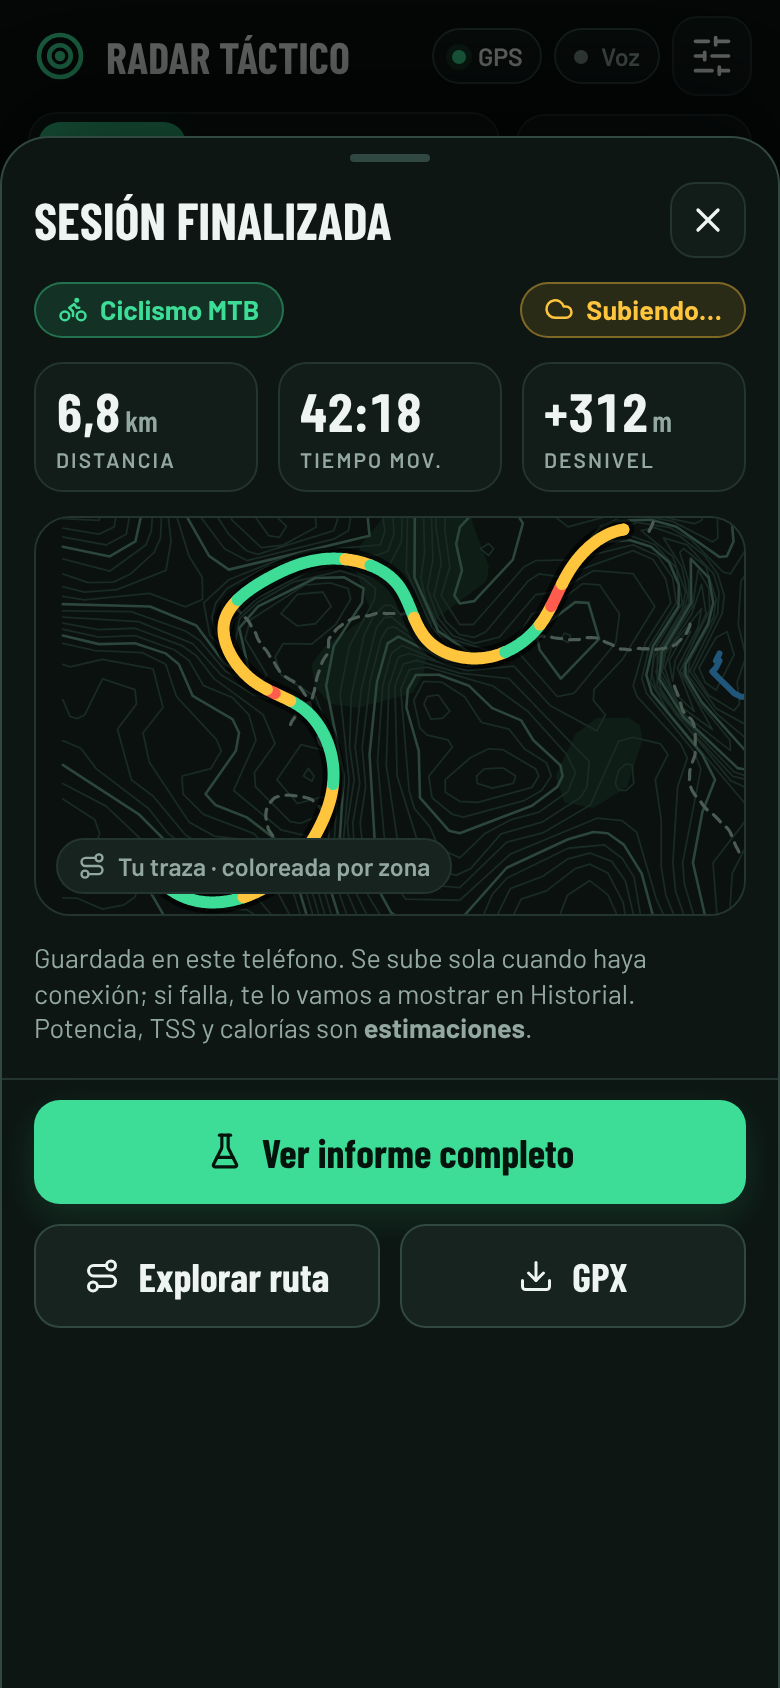 RADAR TÁCTICO
GPS
Voz
SESIÓN FINALIZADA
Ciclismo MTB
Subiendo...
6,8 km
DISTANCIA
42:18
TIEMPO MOV.
+312 m
DESNIVEL
Tu traza · coloreada por zona
Guardada en este teléfono. Se sube sola cuando haya
conexión; si falla, te lo vamos a mostrar en Historial.
Potencia, TSS y calorías son estimaciones.
Ver informe completo
Explorar ruta
GPX